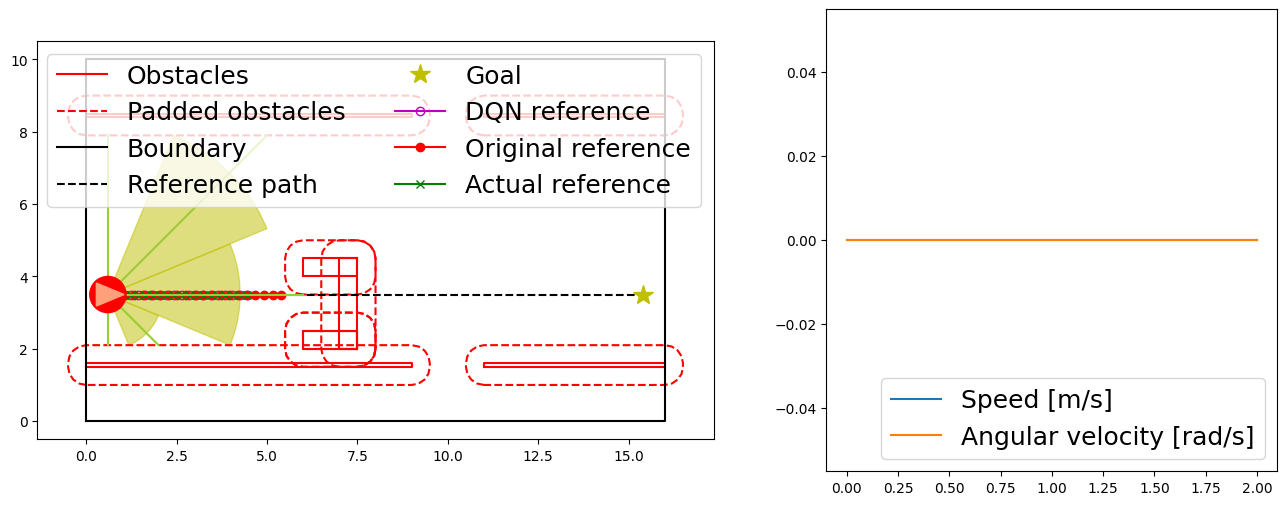 Obstacles
Padded obstacles
Boundary
Reference path
Goal
DQN reference
Original reference
Actual reference
10
8
6
4
2
0
0.0 2.5 5.0 7.5 10.0 12.5 15.0
0.04
0.02
0.00
−0.02
−0.04
Speed [m/s]
Angular velocity [rad/s]
0.00 0.25 0.50 0.75 1.00 1.25 1.50 1.75 2.00